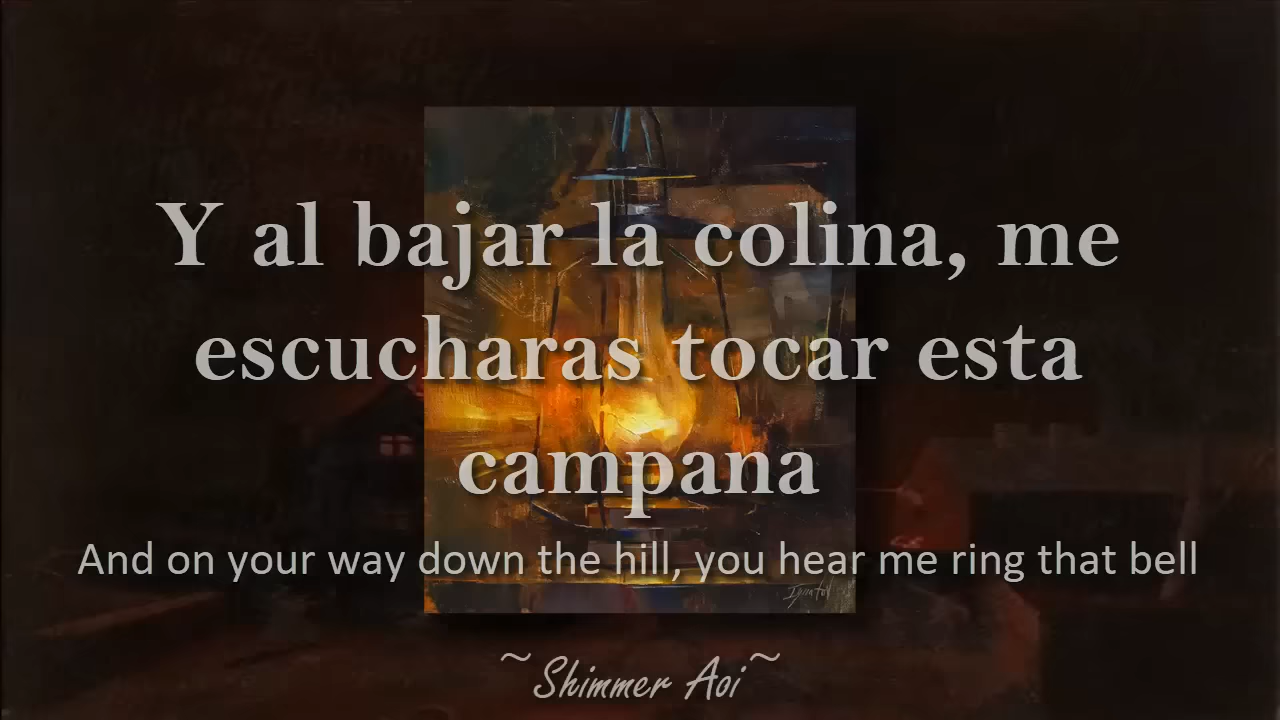 Y al bajar la colina, me
escucharas tocar esta
campana
And on your way down the hill, you hear me ring that bell
~Shimmer Aoi~